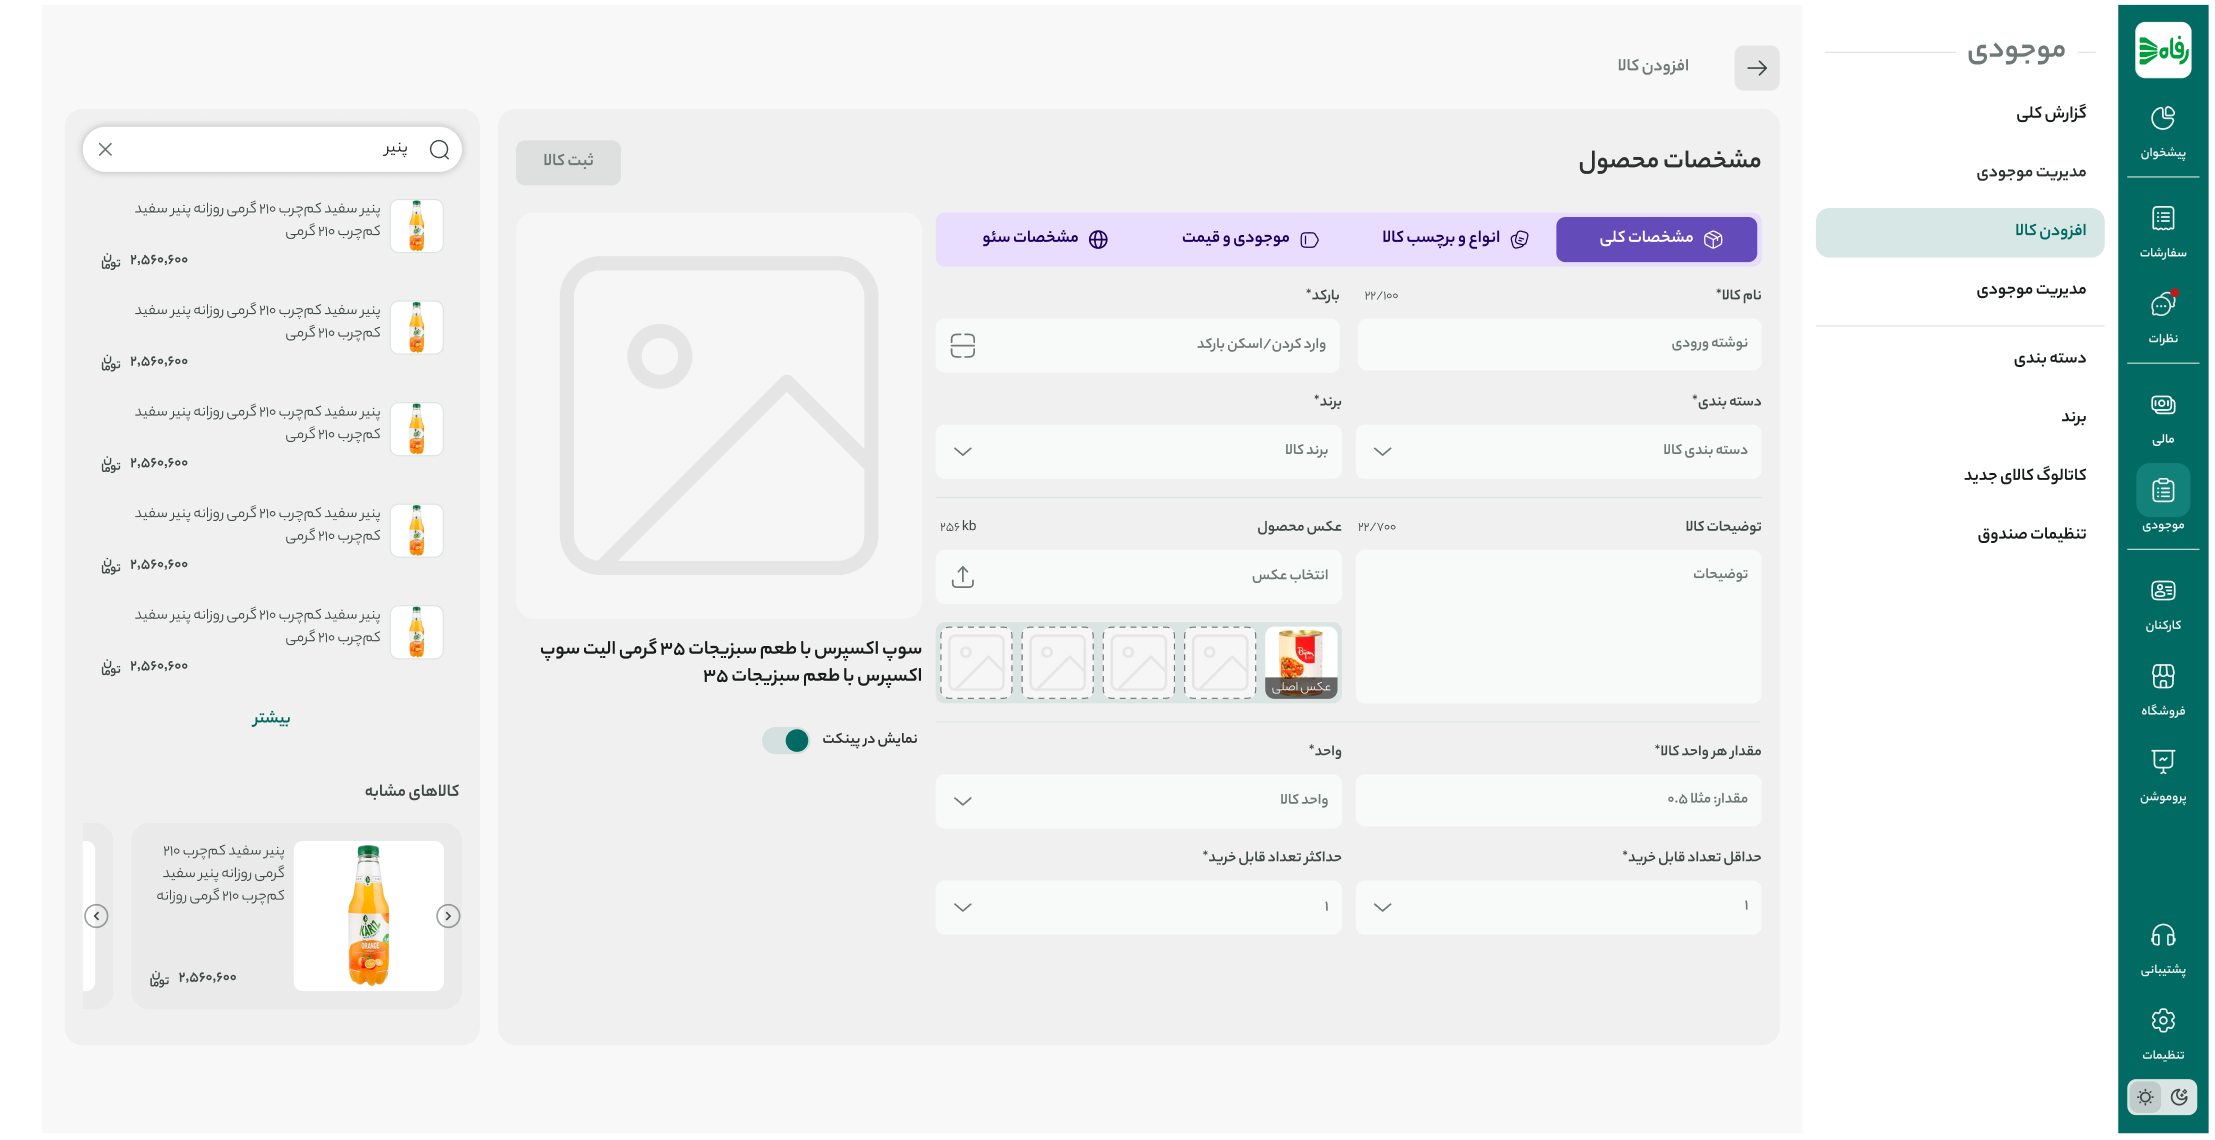 رفاه
پیشخوان
سفارشات
نظرات
مالی
موجودی
کارکنان
فروشگاه
پروموشن
پشتیبانی
تنظیمات
موجودی
گزارش کلی
مدیریت موجودی
افزودن کالا
مدیریت موجودی
دسته بندی
برند
کاتالوگ کالای جدید
تنظیمات صندوق
افزودن کالا
مشخصات محصول
ثبت کالا
مشخصات کلی
انواع و برچسب کالا
موجودی و قیمت
مشخصات سئو
نام کالا*
۲۲/۱۰۰
نوشته ورودی
بارکد*
وارد کردن/اسکن بارکد
دسته بندی*
دسته بندی کالا
برند*
برند کالا
توضیحات کالا
۲۲/۷۰۰
توضیحات
عکس محصول
۲۵۶ kb
انتخاب عکس
عکس اصلی
مقدار هر واحد کالا*
مقدار: مثلا ۰.۵
واحد*
واحد کالا
حداقل تعداد قابل خرید*
۱
حداکثر تعداد قابل خرید*
۱
سوپ اکسپرس با طعم سبزیجات ۳۵ گرمی الیت سوپ
اکسپرس با طعم سبزیجات ۳۵
نمایش در پینکت
پنیر
پنیر سفید کم‌چرب ۲۱۰ گرمی روزانه پنیر سفید
کم‌چرب ۲۱۰ گرمی
۲,۵۶۰,۶۰۰ تومان
پنیر سفید کم‌چرب ۲۱۰ گرمی روزانه پنیر سفید
کم‌چرب ۲۱۰ گرمی
۲,۵۶۰,۶۰۰ تومان
پنیر سفید کم‌چرب ۲۱۰ گرمی روزانه پنیر سفید
کم‌چرب ۲۱۰ گرمی
۲,۵۶۰,۶۰۰ تومان
پنیر سفید کم‌چرب ۲۱۰ گرمی روزانه پنیر سفید
کم‌چرب ۲۱۰ گرمی
۲,۵۶۰,۶۰۰ تومان
پنیر سفید کم‌چرب ۲۱۰ گرمی روزانه پنیر سفید
کم‌چرب ۲۱۰ گرمی
۲,۵۶۰,۶۰۰ تومان
بیشتر
کالاهای مشابه
پنیر سفید کم‌چرب ۲۱۰
گرمی روزانه پنیر سفید
کم‌چرب ۲۱۰ گرمی روزانه
ORANGE
۲,۵۶۰,۶۰۰ تومان